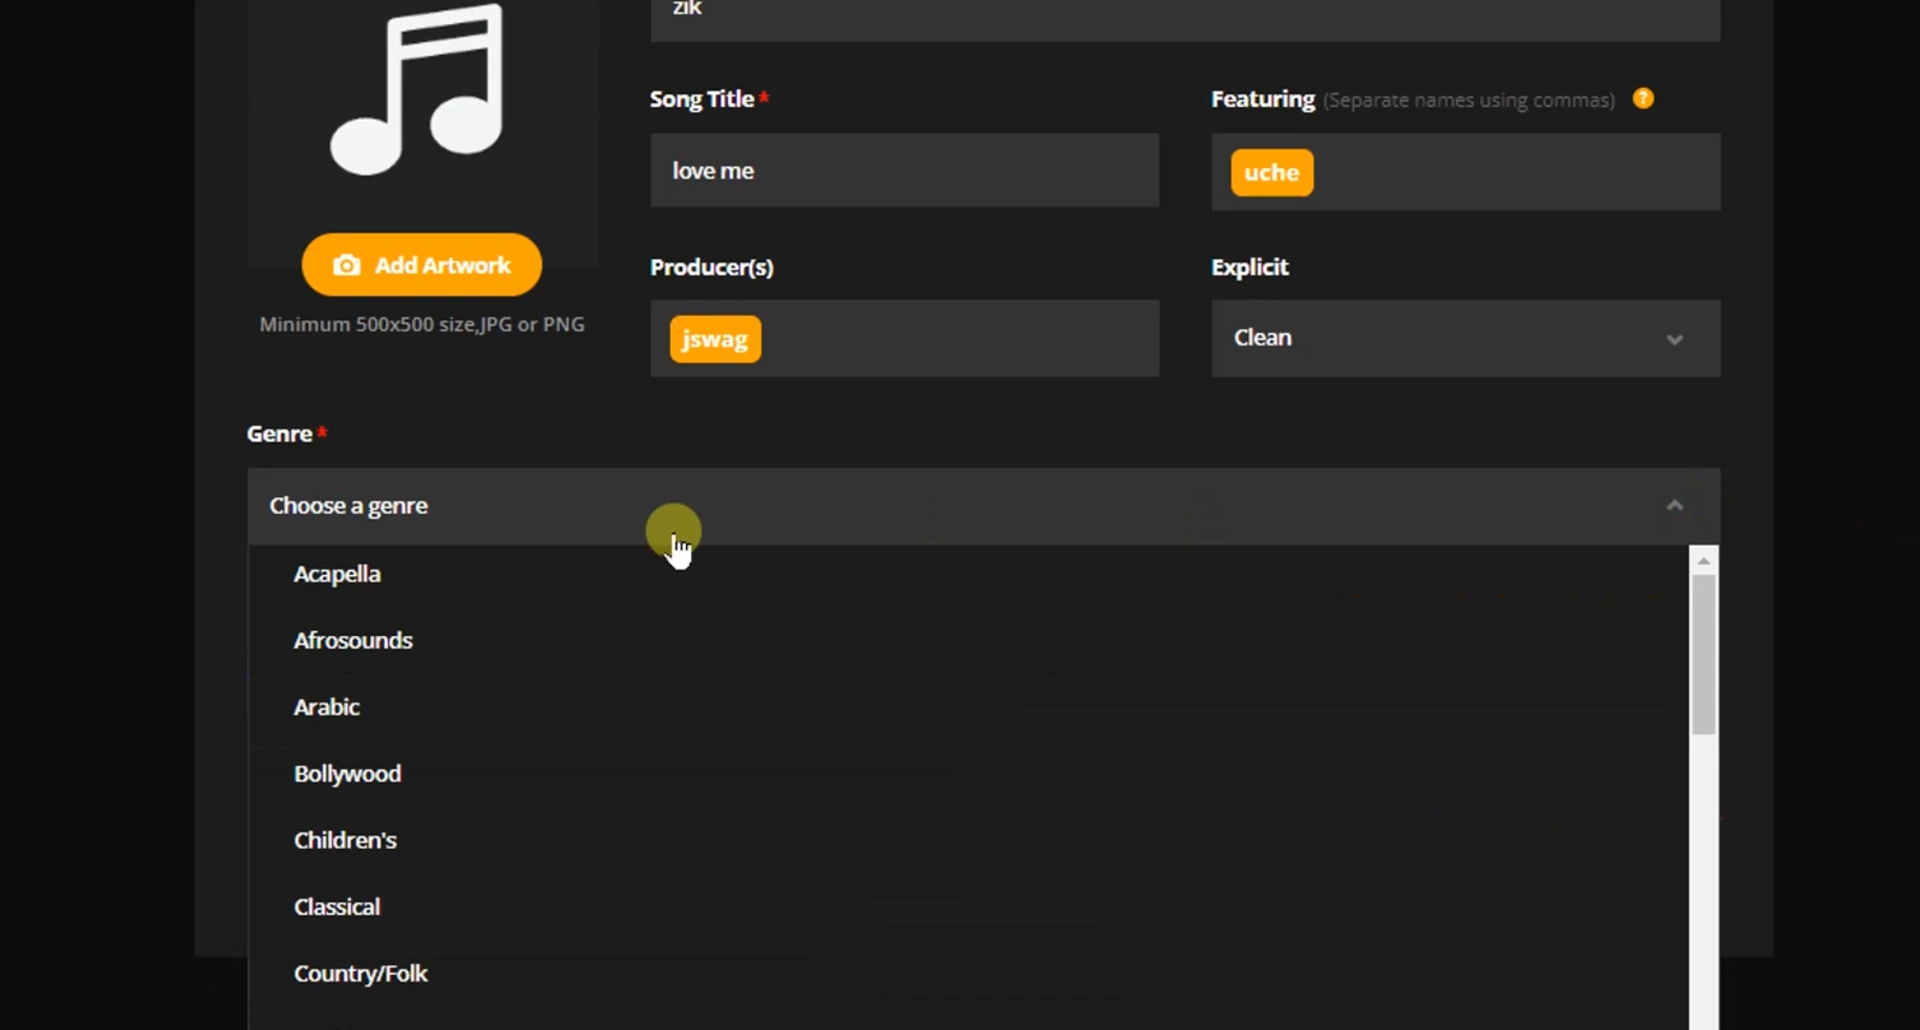 zik
Song Title *
Featuring (Separate names using commas) ?
love me
uche
Add Artwork
Minimum 500x500 size,JPG or PNG
Producer(s)
Explicit
jswag
Clean
Genre *
Choose a genre
Acapella
Afrosounds
Arabic
Bollywood
Children's
Classical
Country/Folk